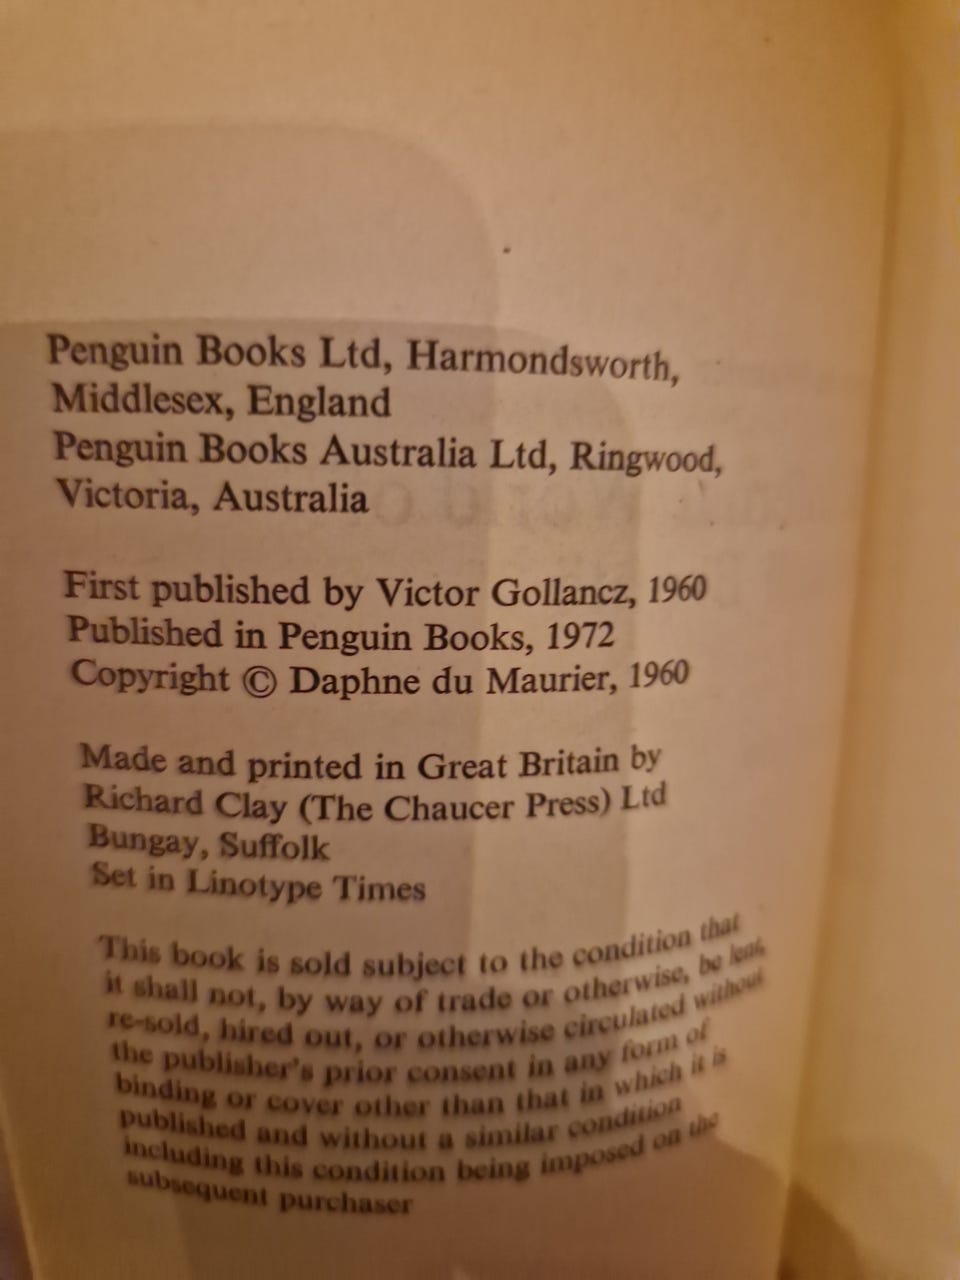 Penguin Books Ltd, Harmondsworth,
Middlesex, England
Penguin Books Australia Ltd, Ringwood,
Victoria, Australia
First published by Victor Gollancz, 1960
Published in Penguin Books, 1972
Copyright © Daphne du Maurier, 1960
Made and printed in Great Britain by
Richard Clay (The Chaucer Press) Ltd
Bungay, Suffolk
Set in Linotype Times
This book is sold subject to the condition that
it shall not, by way of trade or otherwise, be lent,
re-sold, hired out, or otherwise circulated without
the publisher's prior consent in any form of
binding or cover other than that in which it is
published and without a similar condition
including this condition being imposed on the
subsequent purchaser